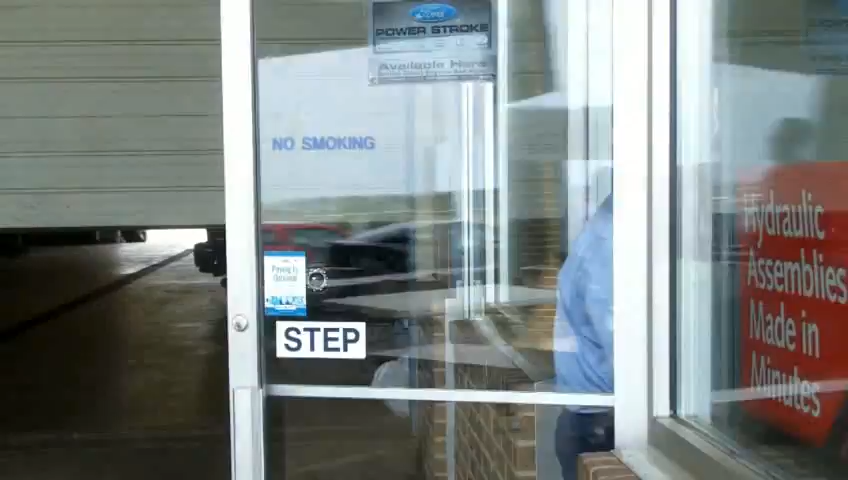 Ford
POWER STROKE
Available Here
NO SMOKING
STEP
Hydraulic
Assemblies
Made in
Minutes